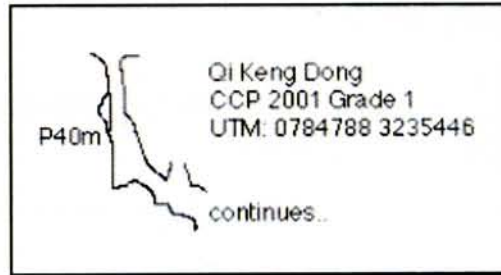 Qi Keng Dong
CCP 2001 Grade 1
UTM: 0784788 3235446
P40m
continues..